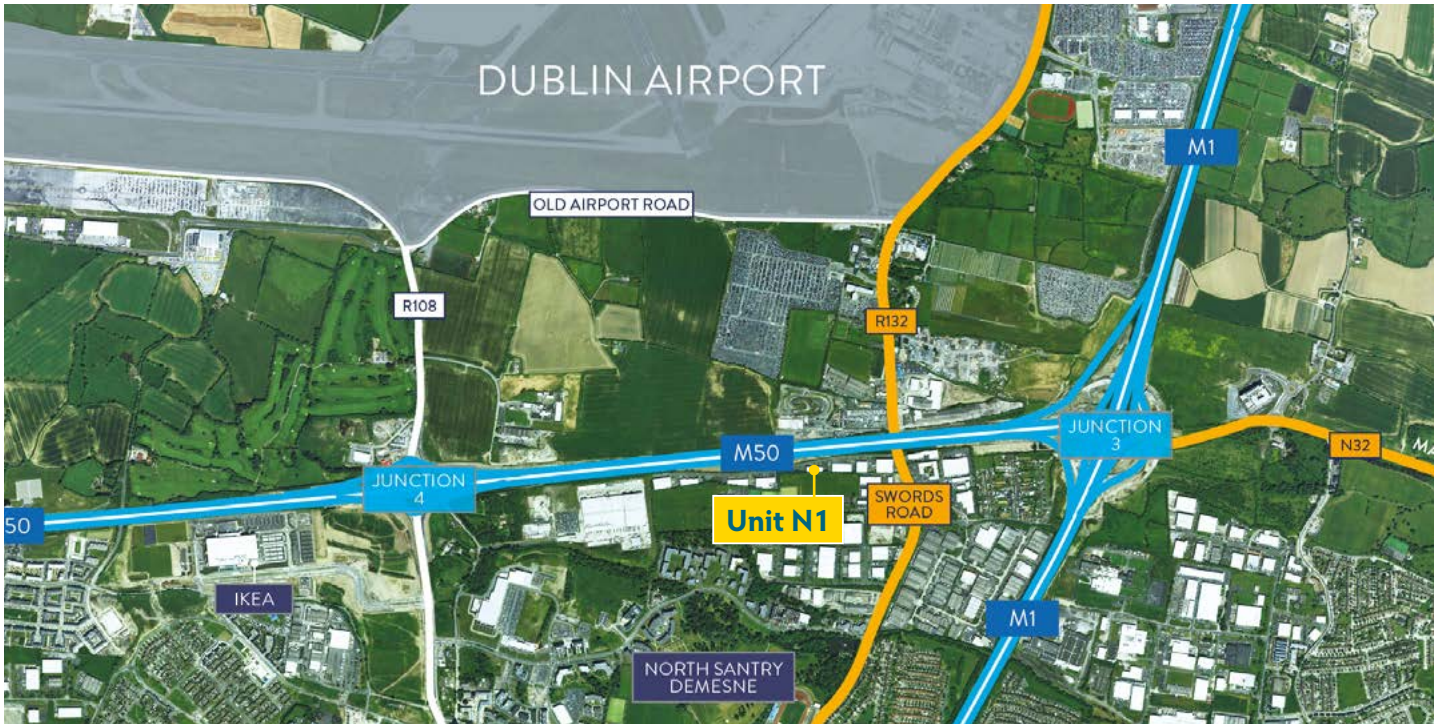 DUBLIN AIRPORT
M1
OLD AIRPORT ROAD
R108
R132
JUNCTION
3
N32
M50
JUNCTION
4
50
Unit N1
SWORDS
ROAD
IKEA
M1
NORTH SANTRY
DEMESNE